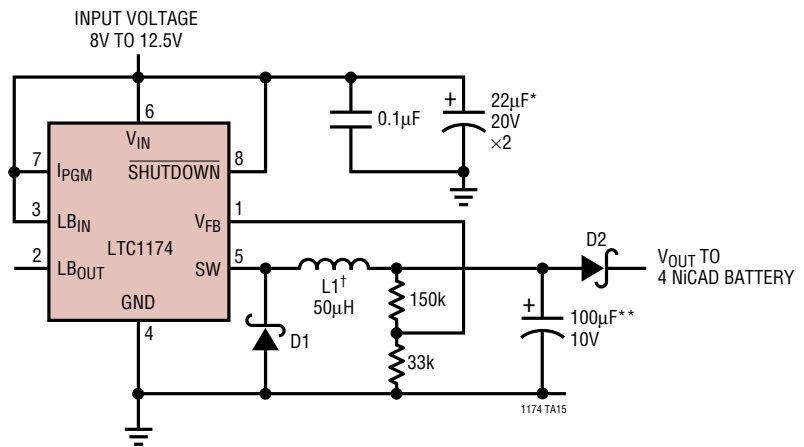 INPUT VOLTAGE
8V TO 12.5V
6
V_IN
7
I_PGM
SHUTDOWN
8
3
LB_IN
V_FB
1
LTC1174
2
LB_OUT
SW
5
GND
4
0.1µF
+
22µF*
20V
×2
L1†
50µH
D1
150k
33k
+
100µF**
10V
D2
V_OUT TO
4 NiCAD BATTERY
1174 TA15